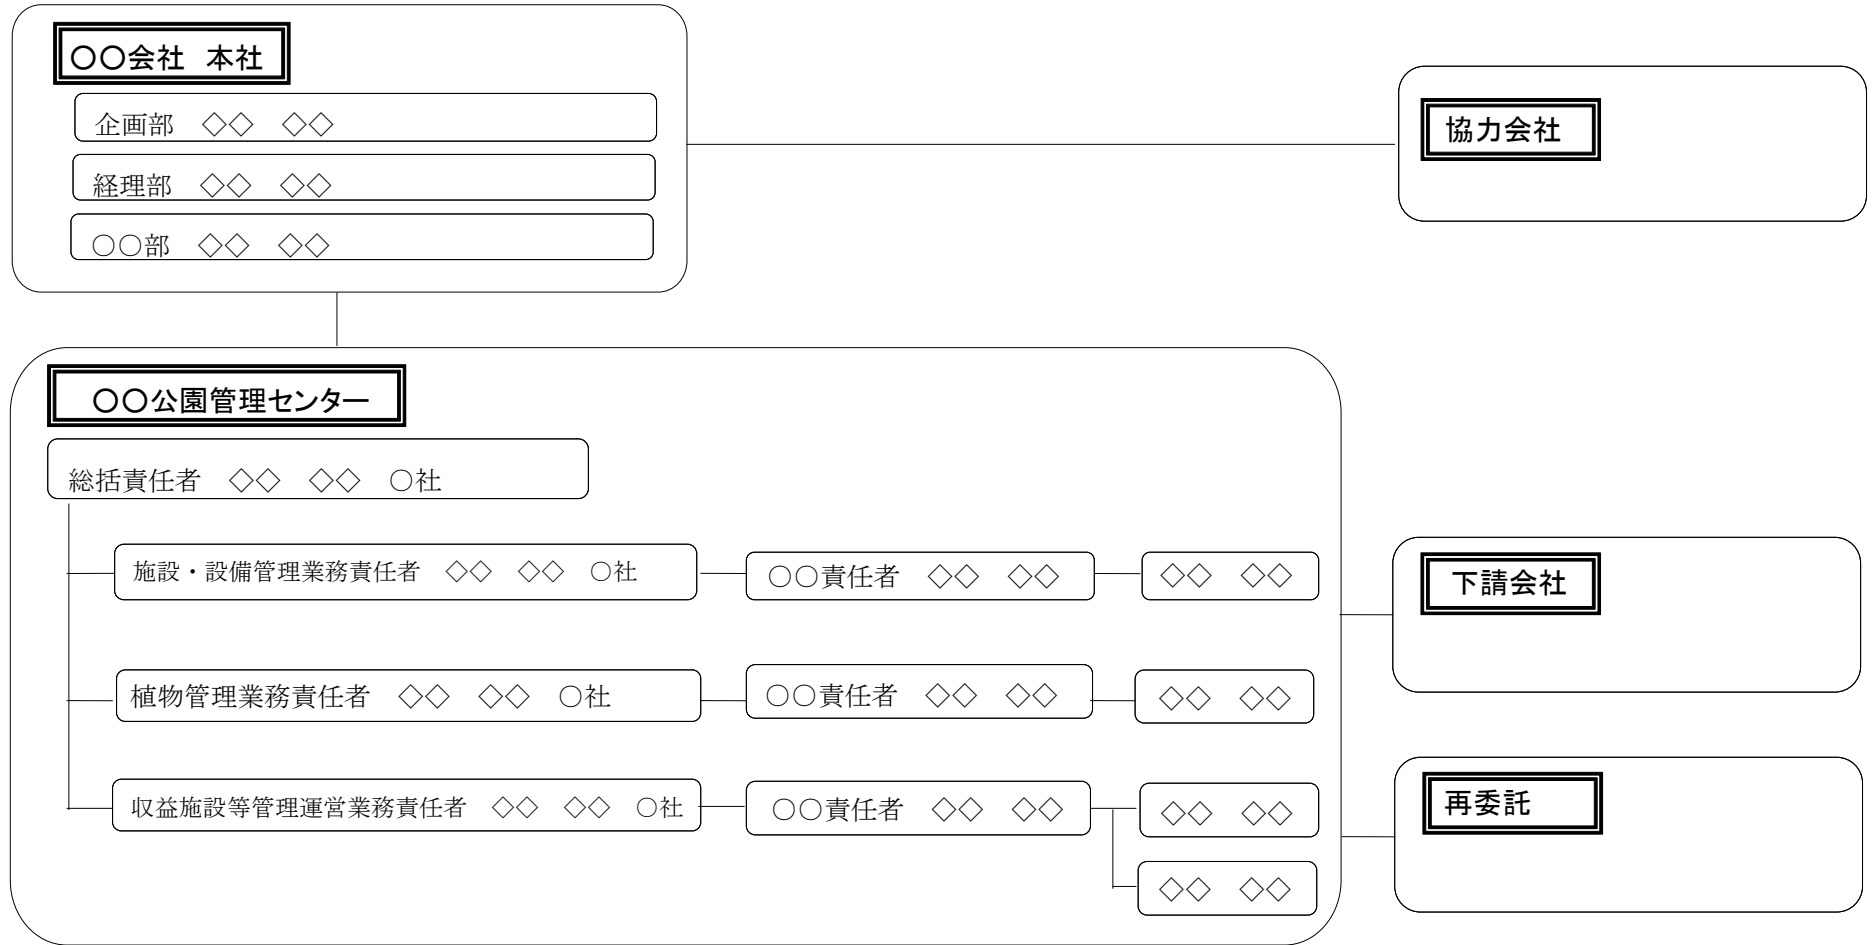 〇〇会社 本社
企画部 ◇◇ ◇◇
経理部 ◇◇ ◇◇
〇〇部 ◇◇ ◇◇
協力会社
〇〇公園管理センター
総括責任者 ◇◇ ◇◇ 〇社
施設・設備管理業務責任者 ◇◇ ◇◇ 〇社
〇〇責任者 ◇◇ ◇◇
◇◇ ◇◇
植物管理業務責任者 ◇◇ ◇◇ 〇社
〇〇責任者 ◇◇ ◇◇
◇◇ ◇◇
収益施設等管理運営業務責任者 ◇◇ ◇◇ 〇社
〇〇責任者 ◇◇ ◇◇
◇◇ ◇◇
◇◇ ◇◇
下請会社
再委託